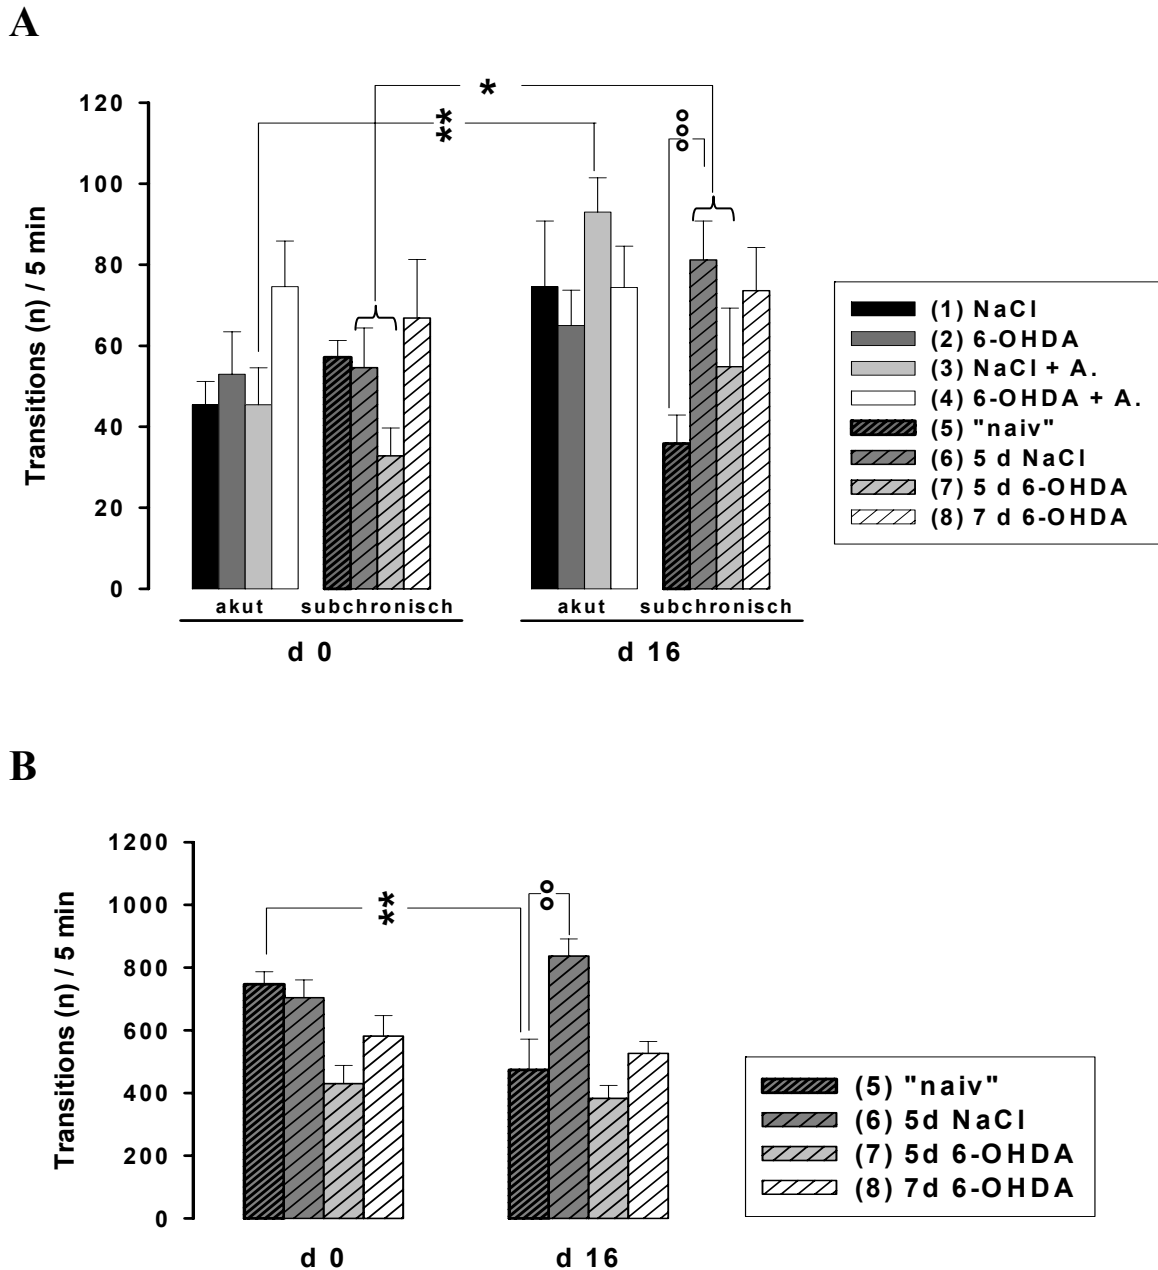 A
*
**
°°°
120
100
80
60
40
20
0
Transitions (n) / 5 min
akut subchronisch akut subchronisch
d 0 d 16
(1) NaCl
(2) 6-OHDA
(3) NaCl + A.
(4) 6-OHDA + A.
(5) "naiv"
(6) 5 d NaCl
(7) 5 d 6-OHDA
(8) 7 d 6-OHDA
B
**
°°
1200
1000
800
600
400
200
0
Transitions (n) / 5 min
d 0 d 16
(5) "naiv"
(6) 5d NaCl
(7) 5d 6-OHDA
(8) 7d 6-OHDA